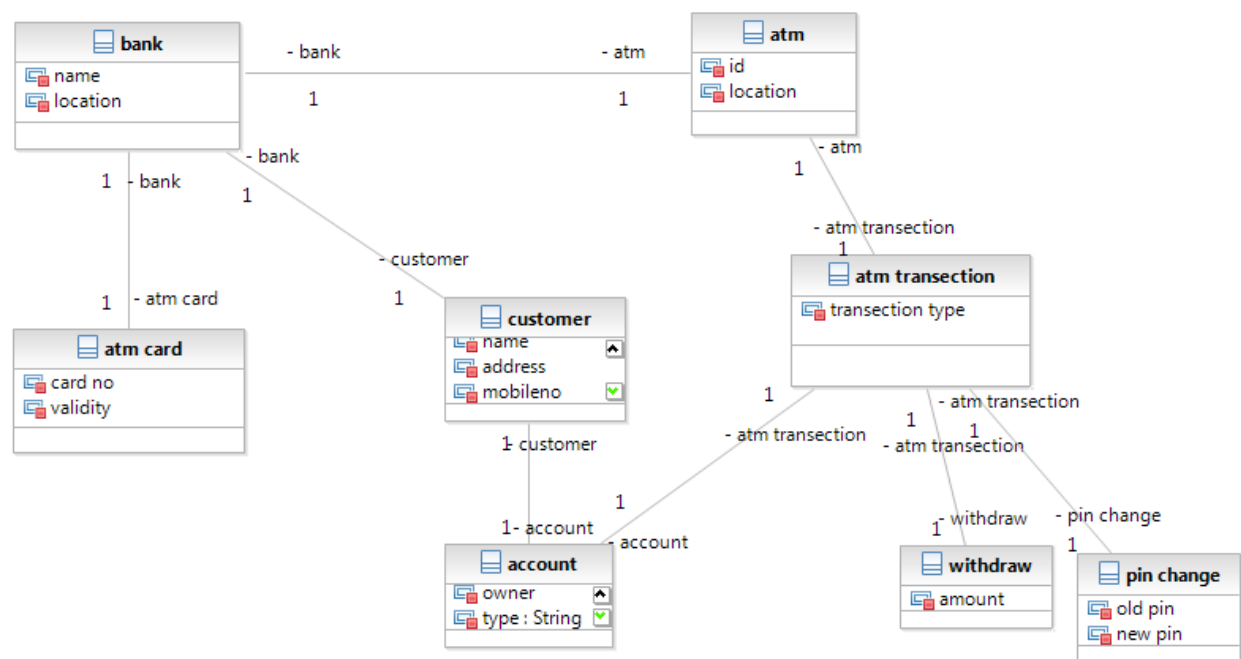 bank
name
location
- bank
1
- atm
1
atm
id
location
1
- bank
- bank
1
- atm
1
- atm transection
1
atm transection
transection type
- customer
1
1
- atm card
atm card
card no
validity
customer
name
address
mobileno
1
- atm transection
1
- atm transection
- atm transection
1
1- customer
1
1- account
- account
account
owner
type : String
- withdraw
1
withdraw
amount
- pin change
1
pin change
old pin
new pin